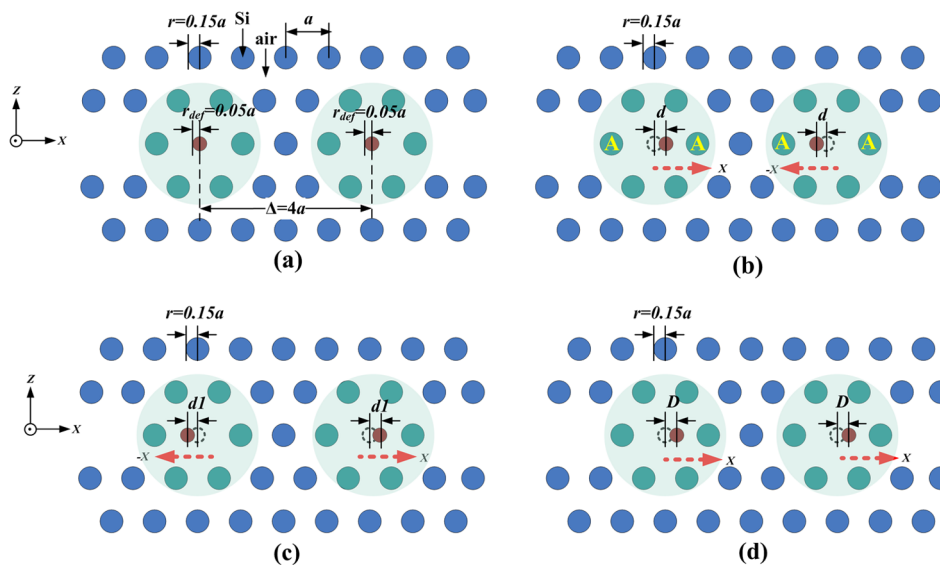 r=0.15a
Si
a
air
r_def=0.05a
r_def=0.05a
Z
X
Δ=4a
(a)
r=0.15a
d
d
A
A
A
A
X
-X
(b)
r=0.15a
Z
X
d1
d1
-X
X
(c)
r=0.15a
D
D
X
X
(d)